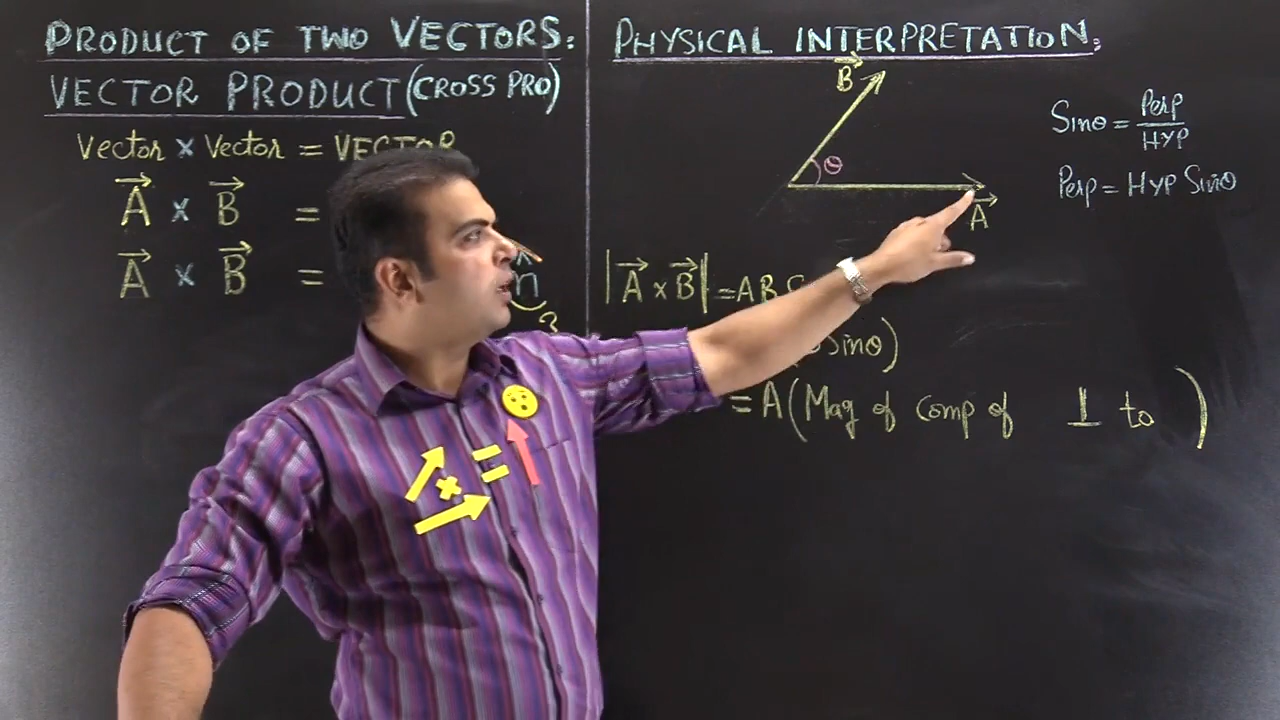 PRODUCT OF TWO VECTORS:
VECTOR PRODUCT (CROSS PRO)
Vector × Vector = VECTOR
A⃗ × B⃗ =
A⃗ × B⃗ = n̂
?
PHYSICAL INTERPRETATION:
B⃗
θ
A⃗
Sinθ = Perp/HYP
Perp = HYP Sinθ
|A⃗ × B⃗| = AB
Sinθ)
= A(Mag of comp of ⊥ to )
× =